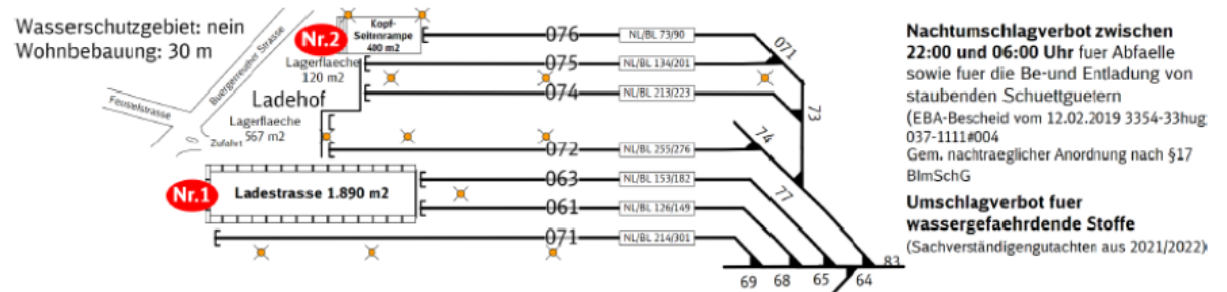 Wasserschutzgebiet: nein
Wohnbebauung: 30 m
Buergerreuther Strasse
Feustelstrasse
Zufahrt
Nr.2
Kopf-
Seitenrampe
400 m2
Lagerflaeche
120 m2
Ladehof
Lagerflaeche
567 m2
Nr.1
Ladestrasse 1.890 m2
076 NL/BL 73/90
075 NL/BL 134/201
074 NL/BL 213/223
072 NL/BL 255/276
063 NL/BL 153/182
061 NL/BL 126/149
071 NL/BL 214/301
071
73
74
77
69 68 65 64 83
Nachtumschlagverbot zwischen
22:00 und 06:00 Uhr fuer Abfaelle
sowie fuer die Be-und Entladung von
staubenden Schuettguetern
(EBA-Bescheid vom 12.02.2019 3354-33hug
037-1111#004
Gem. nachtraeglicher Anordnung nach §17
BImSchG
Umschlagverbot fuer
wassergefaehrdende Stoffe
(Sachverständigengutachten aus 2021/2022)